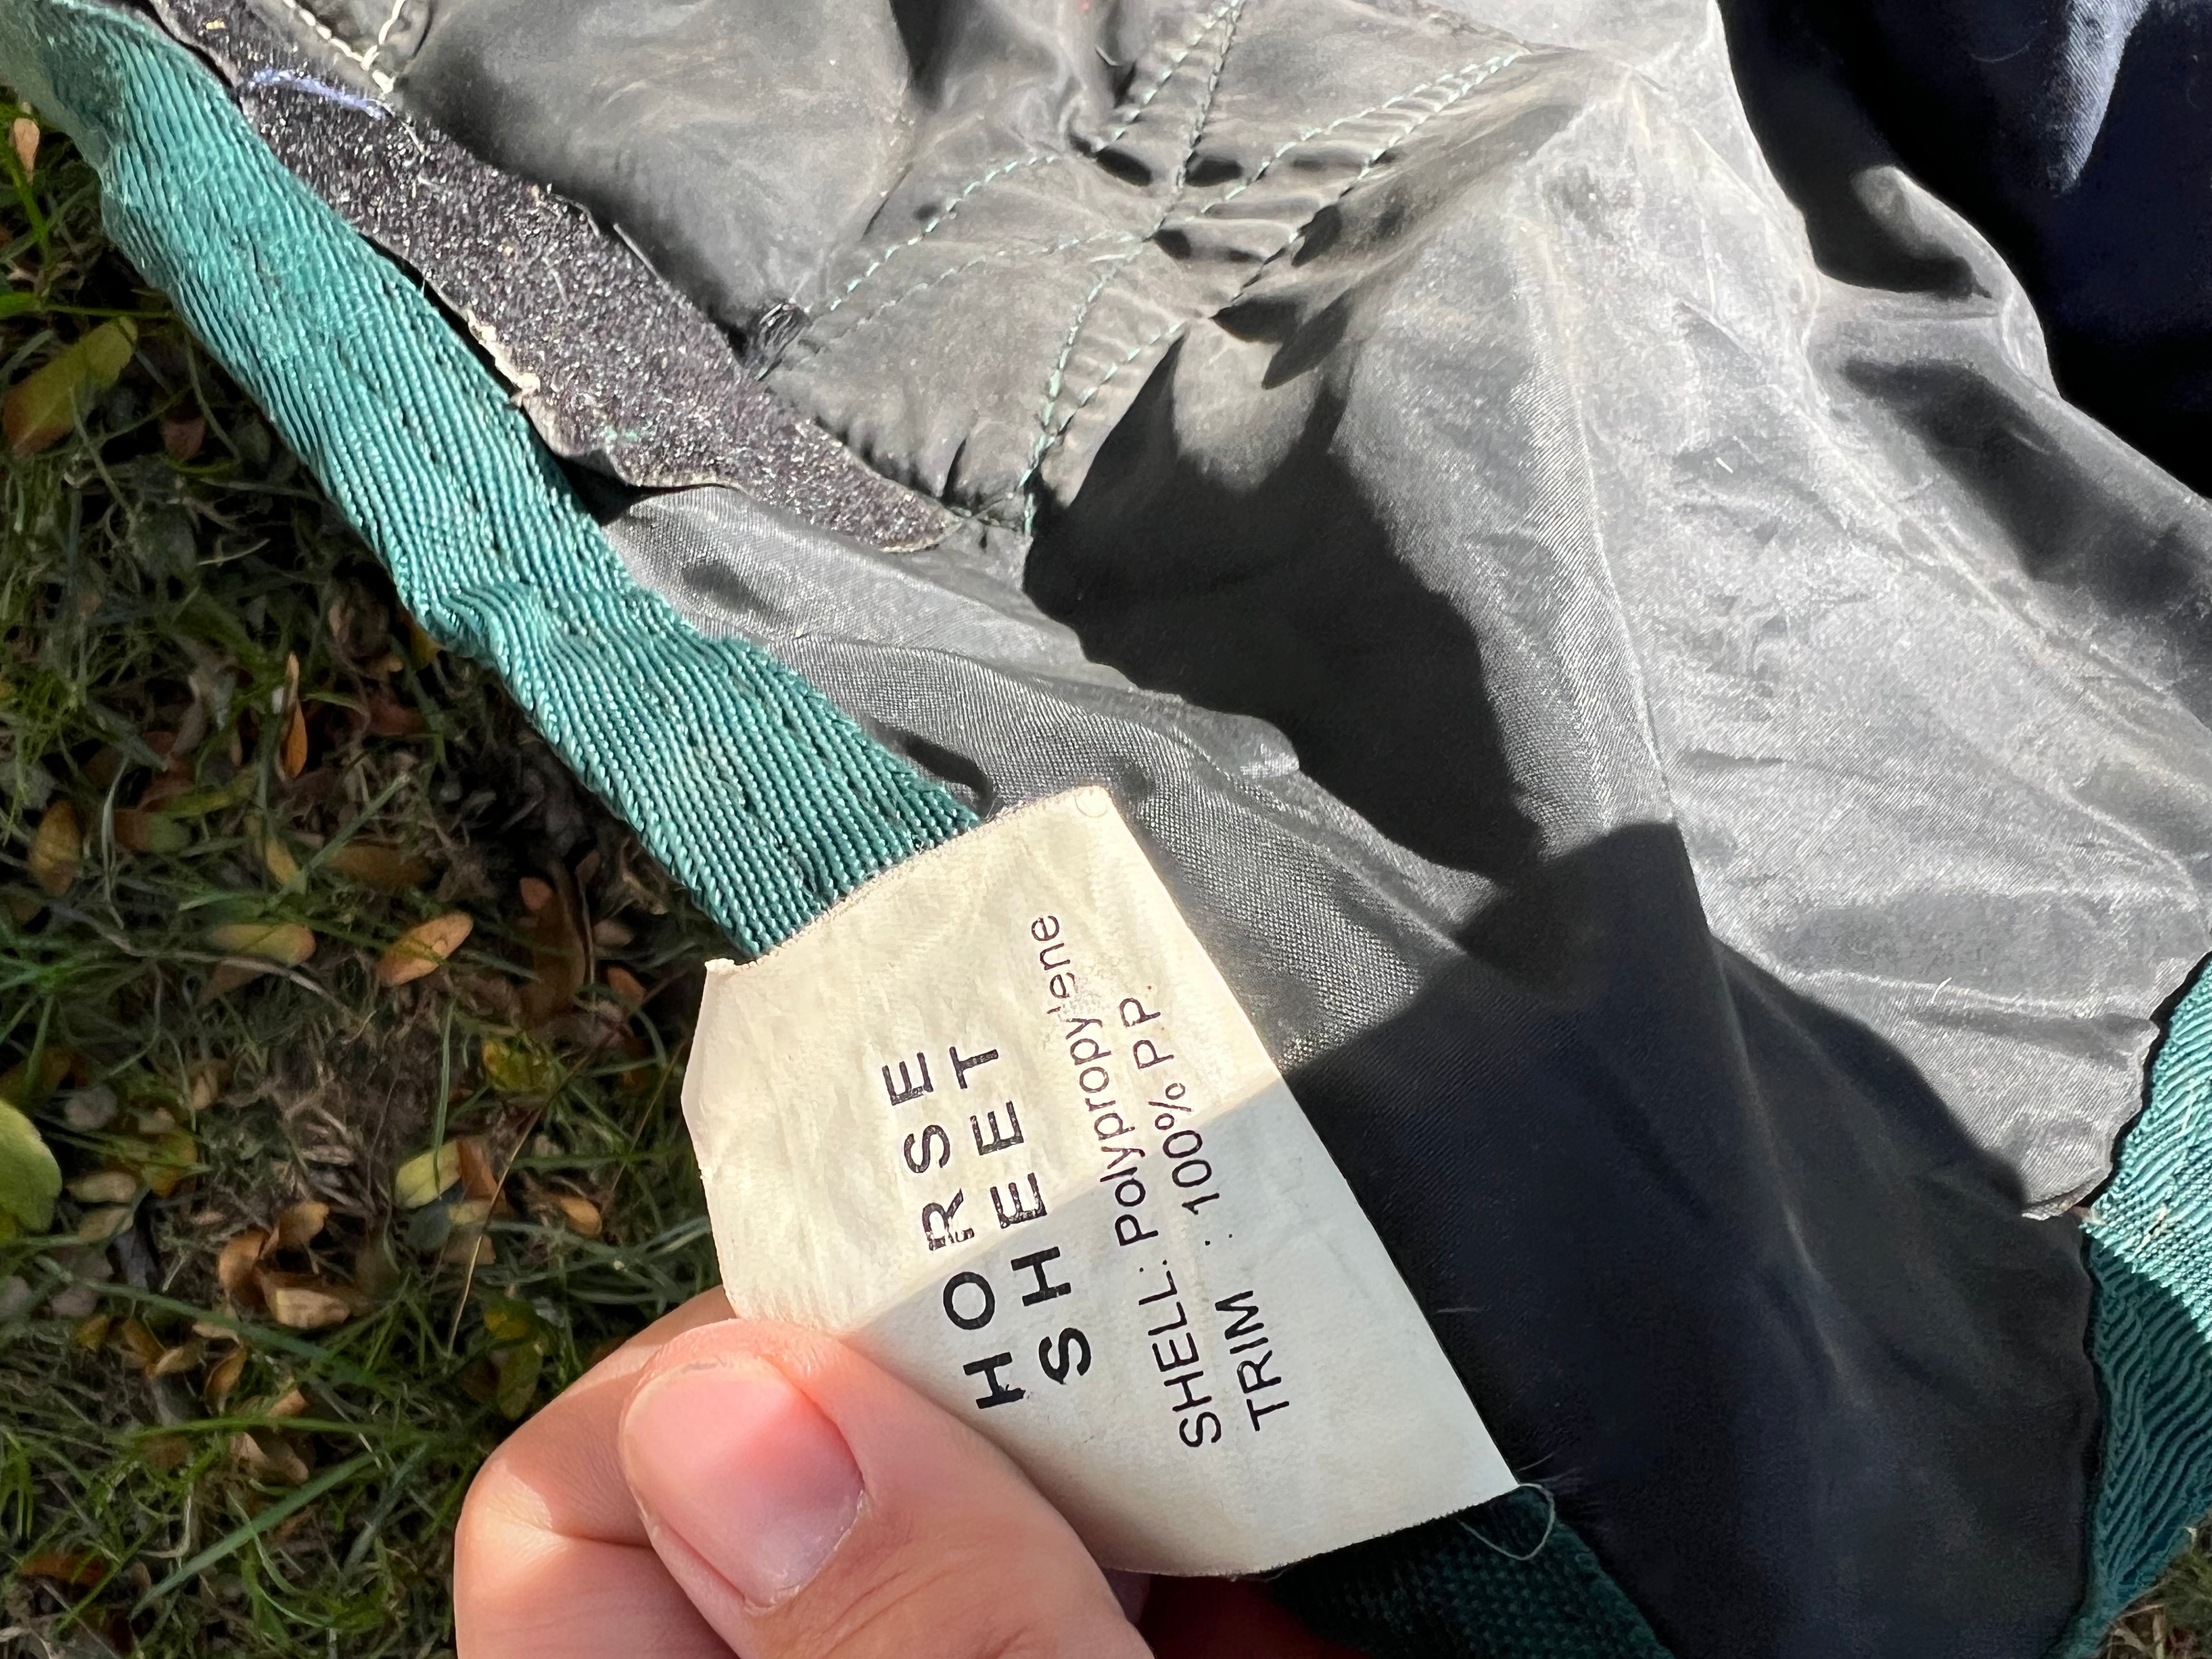 HORSE
SHEET
SHELL: Polypropylene
TRIM : 100% P.P.